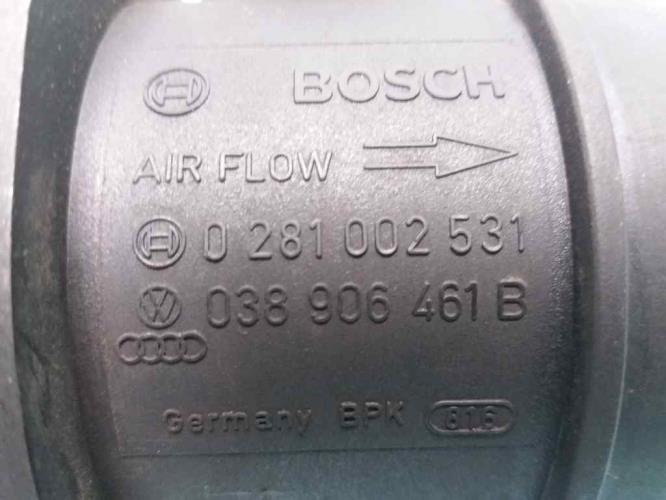 BOSCH
AIR FLOW
0 281 002 531
038 906 461 B
Germany BPK 816